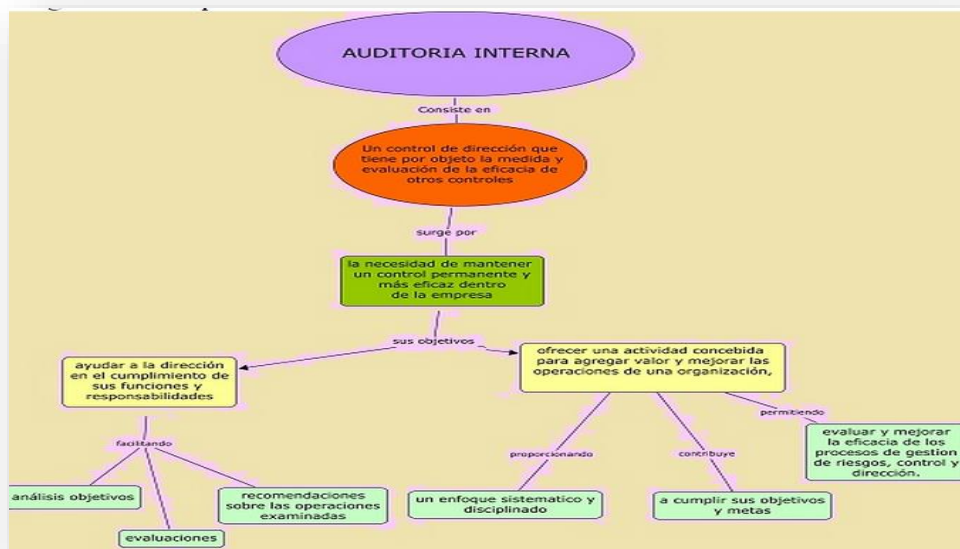 AUDITORIA INTERNA
Consiste en
Un control de dirección que
tiene por objeto la medida y
evaluación de la eficacia de
otros controles
surge por
la necesidad de mantener
un control permanente y
más eficaz dentro
de la empresa
sus objetivos
ayudar a la dirección
en el cumplimiento de
sus funciones y
responsabilidades
facilitando
análisis objetivos
evaluaciones
recomendaciones
sobre las operaciones
examinadas
ofrecer una actividad concebida
para agregar valor y mejorar las
operaciones de una organización,
proporcionando
un enfoque sistematico y
disciplinado
contribuye
a cumplir sus objetivos
y metas
permitiendo
evaluar y mejorar
la eficacia de los
procesos de gestion
de riesgos, control y
dirección.